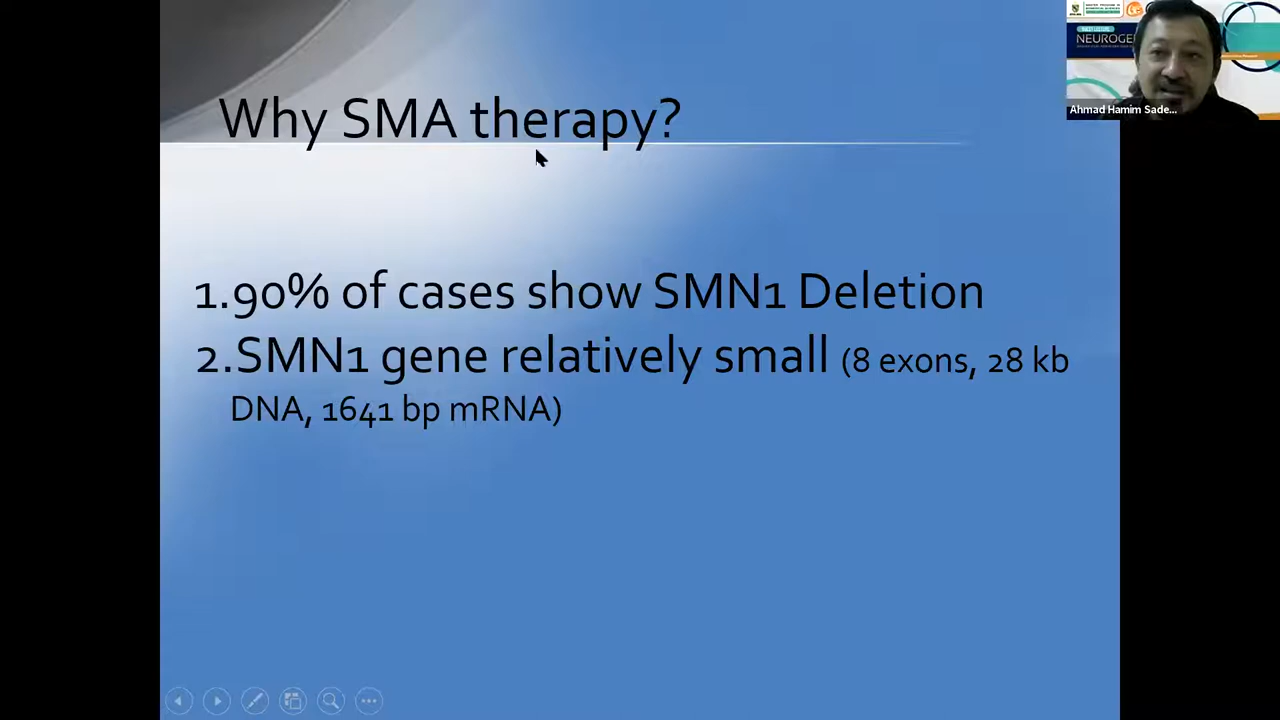 Why SMA therapy?
1.90% of cases show SMN1 Deletion
2.SMN1 gene relatively small (8 exons, 28 kb
DNA, 1641 bp mRNA)
NEUROGE
Ahmad Hamim Sade...